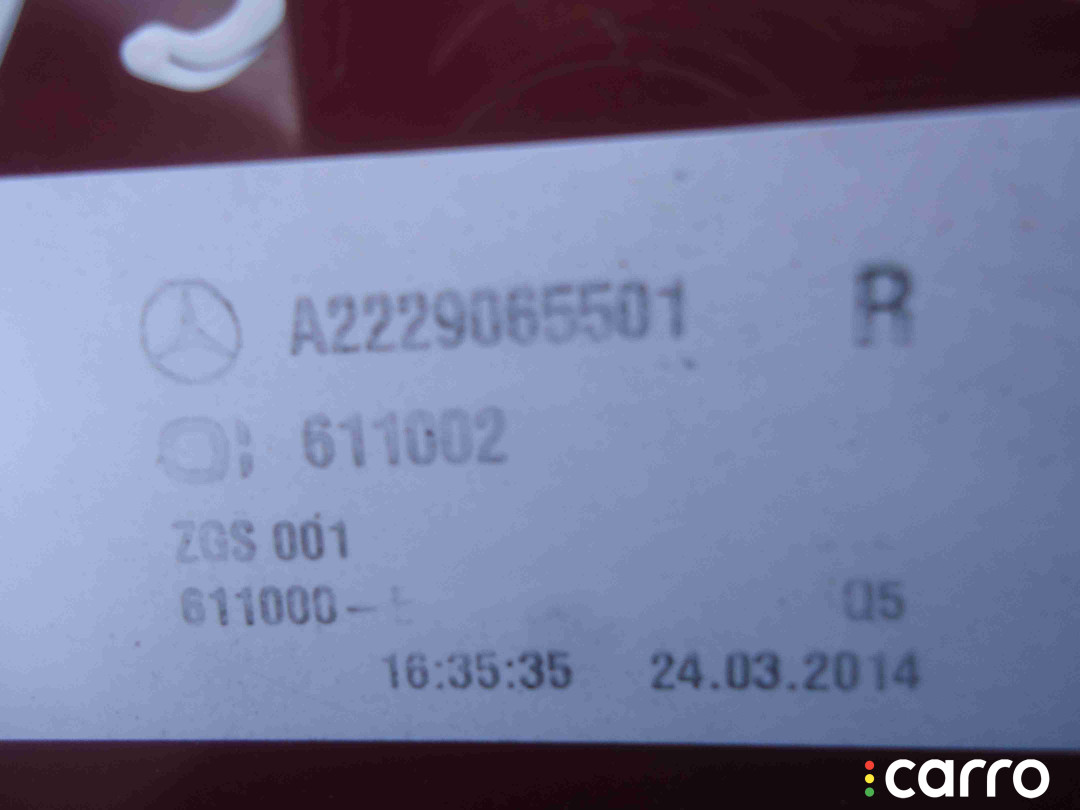 A2229065501 R
611002
ZGS 001
611000-
Q5
16:35:35 24.03.2014
carro